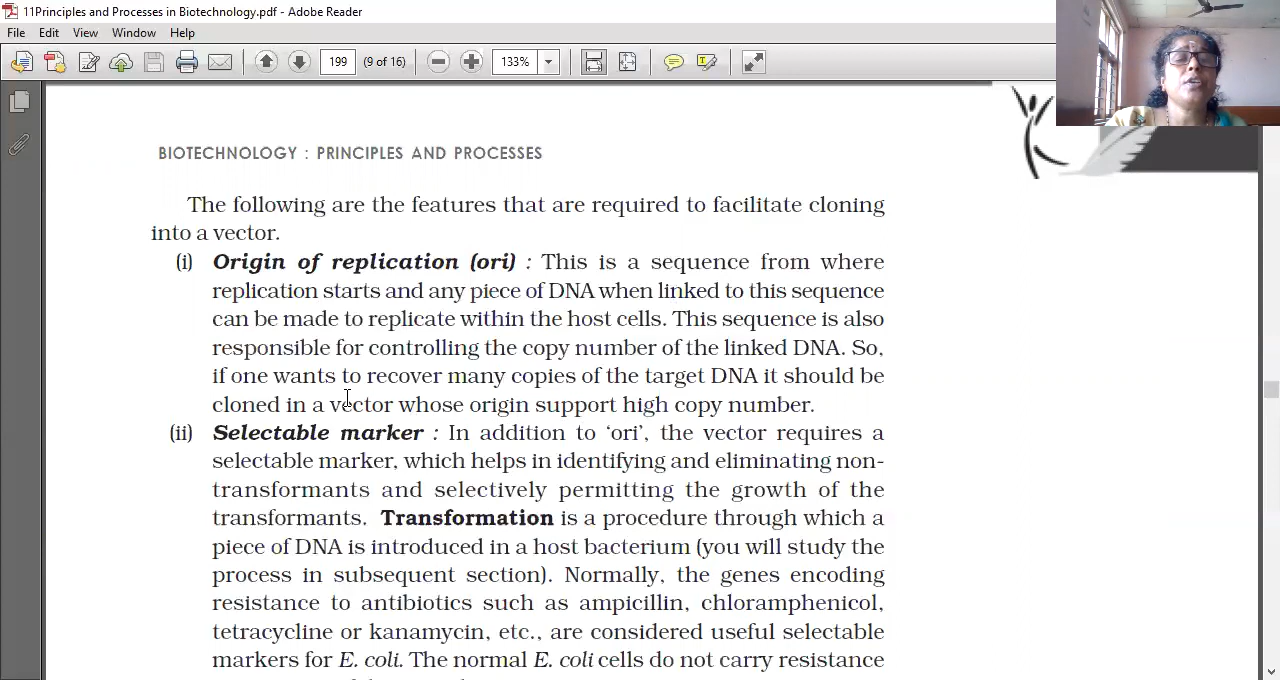 11Principles and Processes in Biotechnology.pdf - Adobe Reader
File Edit View Window Help
199 (9 of 16) 133%
BIOTECHNOLOGY : PRINCIPLES AND PROCESSES
The following are the features that are required to facilitate cloning
into a vector.
(i) Origin of replication (ori) : This is a sequence from where
replication starts and any piece of DNA when linked to this sequence
can be made to replicate within the host cells. This sequence is also
responsible for controlling the copy number of the linked DNA. So,
if one wants to recover many copies of the target DNA it should be
cloned in a vector whose origin support high copy number.
(ii) Selectable marker : In addition to ‘ori’, the vector requires a
selectable marker, which helps in identifying and eliminating non-
transformants and selectively permitting the growth of the
transformants. Transformation is a procedure through which a
piece of DNA is introduced in a host bacterium (you will study the
process in subsequent section). Normally, the genes encoding
resistance to antibiotics such as ampicillin, chloramphenicol,
tetracycline or kanamycin, etc., are considered useful selectable
markers for E. coli. The normal E. coli cells do not carry resistance